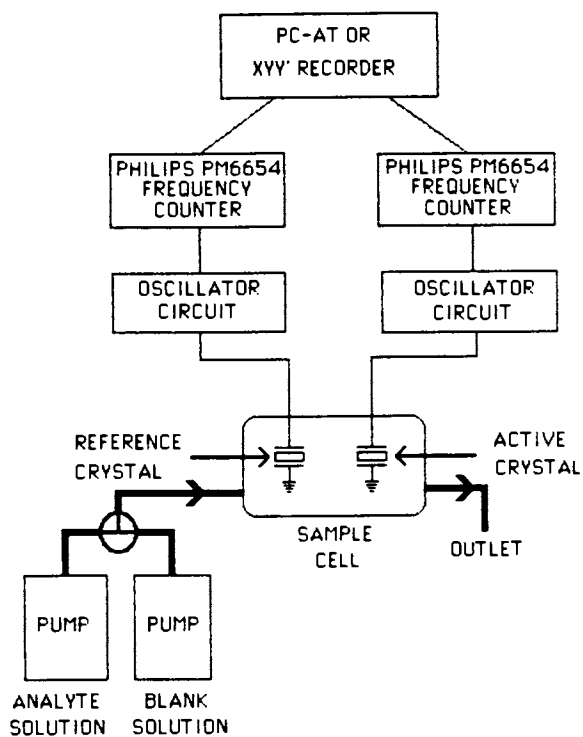 PC-AT OR
XYY' RECORDER
PHILIPS PM6654
FREQUENCY
COUNTER
PHILIPS PM6654
FREQUENCY
COUNTER
OSCILLATOR
CIRCUIT
OSCILLATOR
CIRCUIT
REFERENCE
CRYSTAL
ACTIVE
CRYSTAL
SAMPLE
CELL
OUTLET
PUMP
PUMP
ANALYTE
SOLUTION
BLANK
SOLUTION